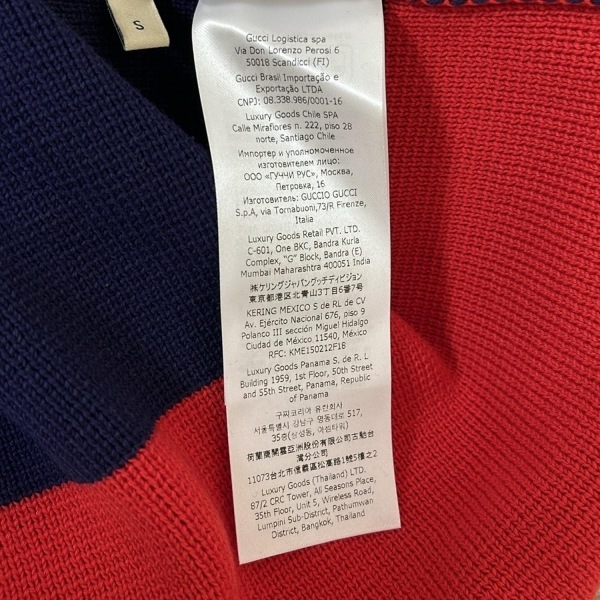 S
Gucci Logistica spa
Via Don Lorenzo Perosi 6
50018 Scandicci (FI)
Gucci Brasil Importação e
Exportação LTDA
CNPJ: 08.338.986/0001-16
Luxury Goods Chile SPA
Calle Miraflores n. 222, piso 28
norte, Santiago Chile
Импортер и уполномоченное
изготовителем лицо:
ООО «ГУЧЧИ РУС», Москва,
Петровка, 16
Изготовитель: GUCCIO GUCCI
S.p.A, via Tornabuoni,73/R Firenze,
Italia
Luxury Goods Retail PVT. LTD.
C-601, One BKC, Bandra Kurla
Complex, "G" Block, Bandra (E)
Mumbai Maharashtra 400051 India
㈱ケリングジャパングッチディビジョン
東京都港区北青山3丁目6番7号
KERING MEXICO S de RL de CV
Av. Ejército Nacional 676, piso 9
Polanco III sección Miguel Hidalgo
Ciudad de México 11540, México
RFC: KME150212F18
Luxury Goods Panama S. de R. L
Building 1959, 1st Floor, 50th Street
and 55th Street, Panama, Republic
of Panama
구찌코리아 유한회사
서울특별시 강남구 영동대로 517,
35층(삼성동, 아셈타워)
荷蘭商開雲亞洲股份有限公司台
灣分公司
11073台北市信義區松高路1號5樓之2
Luxury Goods (Thailand) LTD.
87/2 CRC Tower, All Seasons Place,
35th Floor, Unit 5, Wireless Road,
Lumpini Sub-District, Pathumwan
District, Bangkok, Thailand